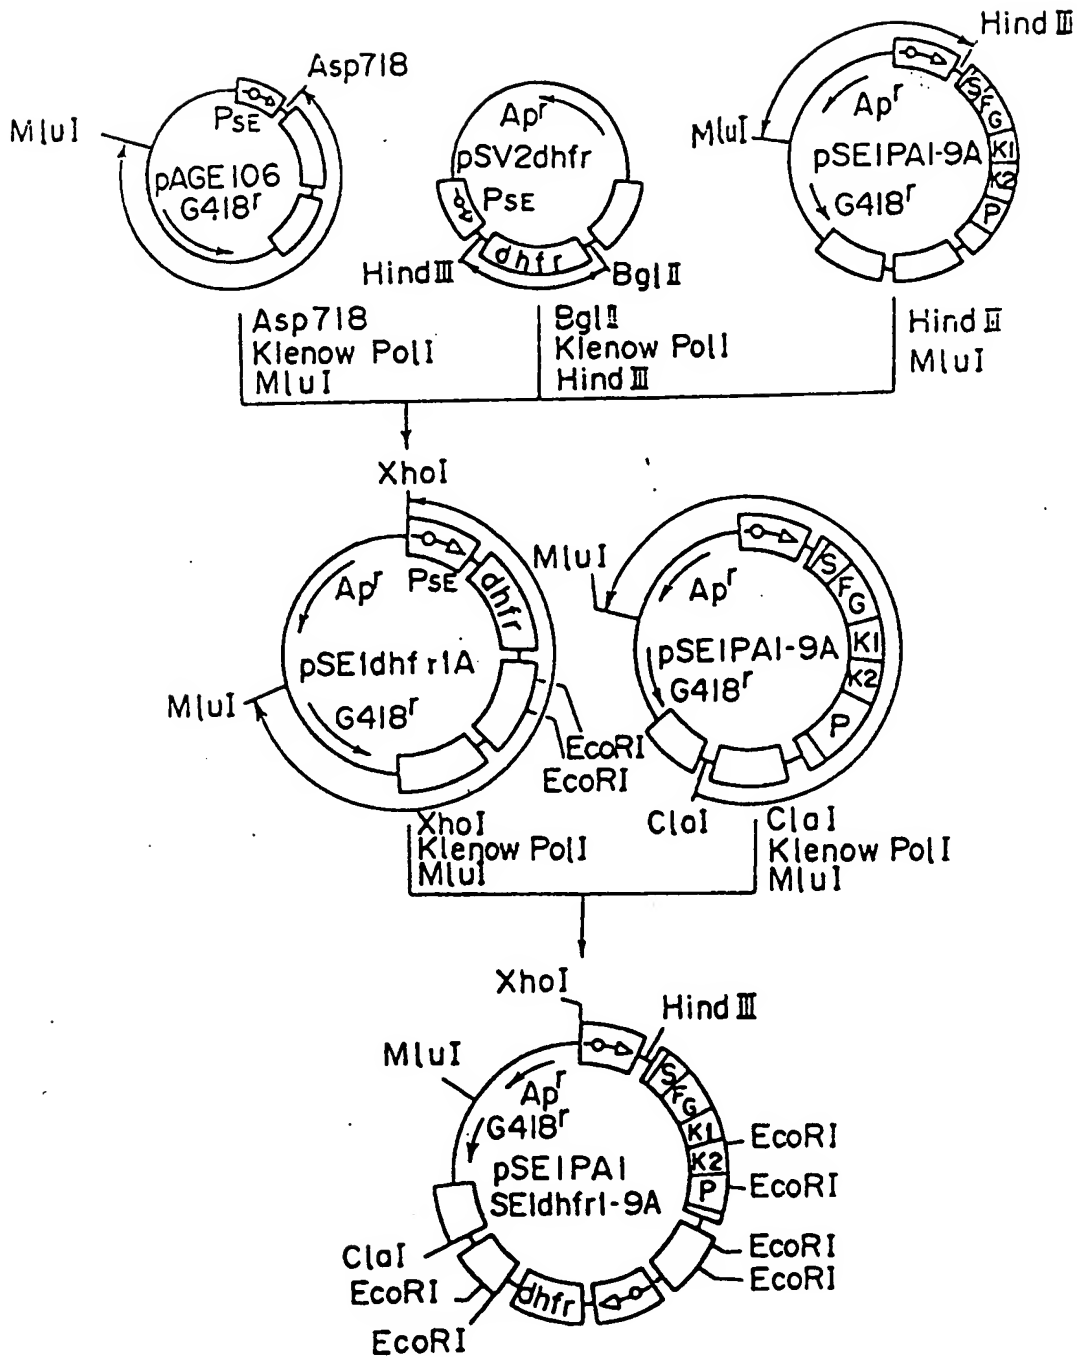 Hind III
Asp718
MluI
PSE
pAGE106
G418r
Apr
pSV2dhfr
PSE
dhfr
Hind III
Bgl II
MluI
Apr
pSE1PA1-9A
G418r
S
F
G
K1
K2
P
Asp718
Klenow PolI
MluI
Bgl II
Klenow PolI
Hind III
Hind III
MluI
XhoI
PSE
dhfr
Apr
pSE1dhfr1A
G418r
MluI
EcoRI
EcoRI
MluI
Apr
pSE1PA1-9A
G418r
S
F
G
K1
K2
P
ClaI
XhoI
Klenow PolI
MluI
ClaI
Klenow PolI
MluI
XhoI
Hind III
MluI
Apr
G418r
pSE1PA1
SE1dhfr1-9A
S
F
G
K1
K2
P
EcoRI
EcoRI
EcoRI
EcoRI
ClaI
EcoRI
EcoRI
dhfr